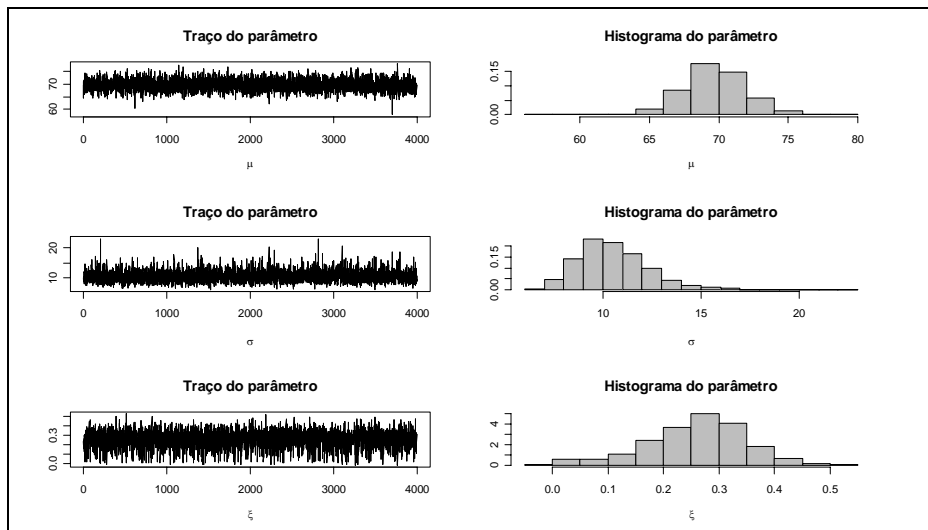 Traço do parâmetro
Histograma do parâmetro
60 70
0.00 0.15
0 1000 2000 3000 4000
60 65 70 75 80
μ
μ
Traço do parâmetro
Histograma do parâmetro
10 20
0.00 0.15
0 1000 2000 3000 4000
10 15 20
σ
σ
Traço do parâmetro
Histograma do parâmetro
0.0 0.3
0 2 4
0 1000 2000 3000 4000
0.0 0.1 0.2 0.3 0.4 0.5
ξ
ξ